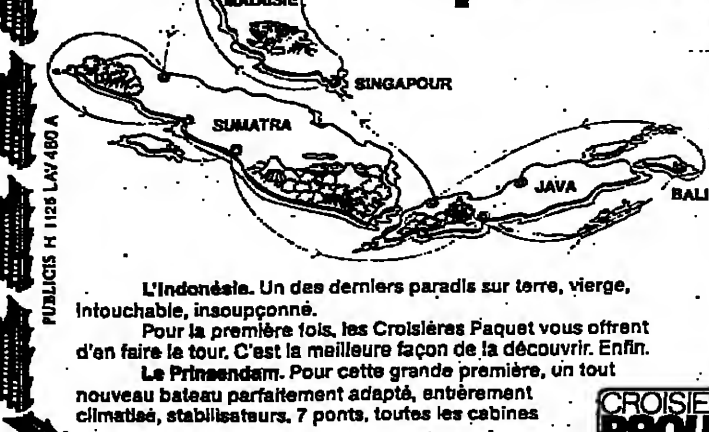 MALAISIE
SINGAPOUR
SUMATRA
JAVA
BALI
PUBLICIS H 1125 LAV 480 A
L'Indonésie. Un des derniers paradis sur terre, vierge,
intouchable, insoupçonné.
Pour la première fois, les Croisières Paquet vous offrent
d'en faire le tour. C'est la meilleure façon de la découvrir. Enfin.
Le Prinsendam. Pour cette grande première, un tout
nouveau bateau parfaitement adapté, entièrement
climatisé, stabilisateurs, 7 ponts, toutes les cabines
CROISIE
PAQU